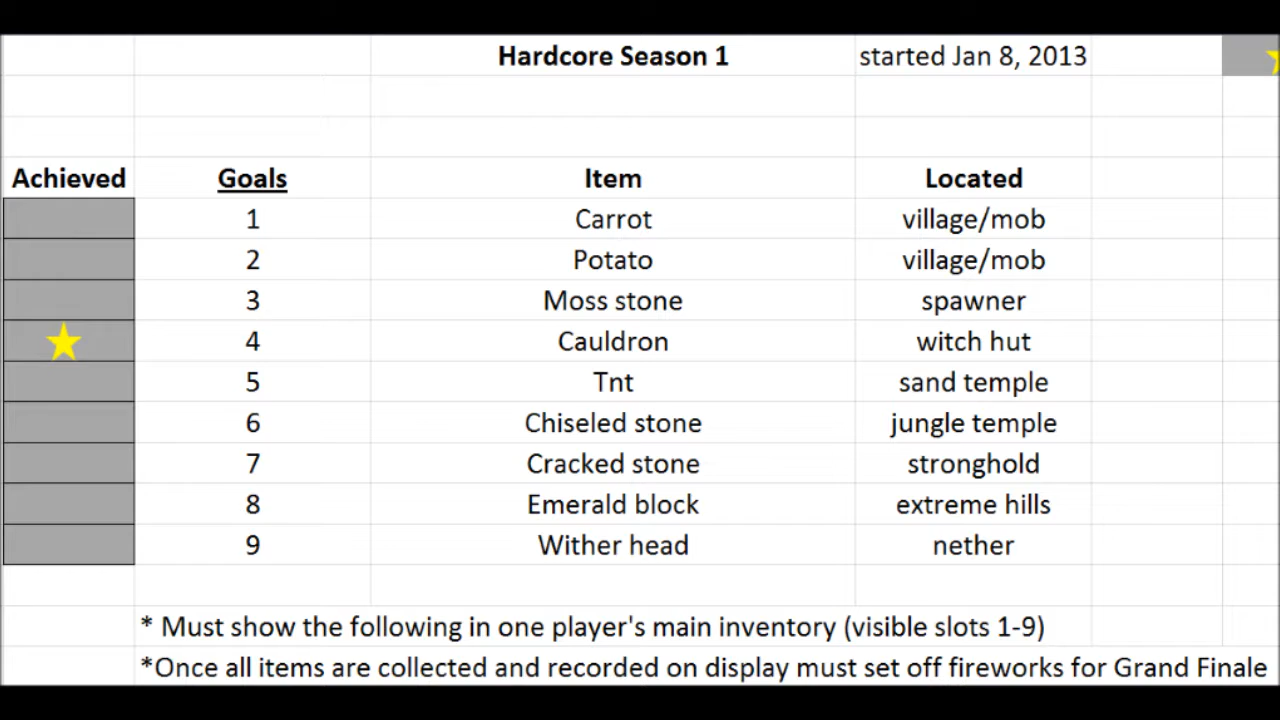 Hardcore Season 1 started Jan 8, 2013
Achieved Goals Item Located
1 Carrot village/mob
2 Potato village/mob
3 Moss stone spawner
4 Cauldron witch hut
5 Tnt sand temple
6 Chiseled stone jungle temple
7 Cracked stone stronghold
8 Emerald block extreme hills
9 Wither head nether
* Must show the following in one player's main inventory (visible slots 1-9)
*Once all items are collected and recorded on display must set off fireworks for Grand Finale